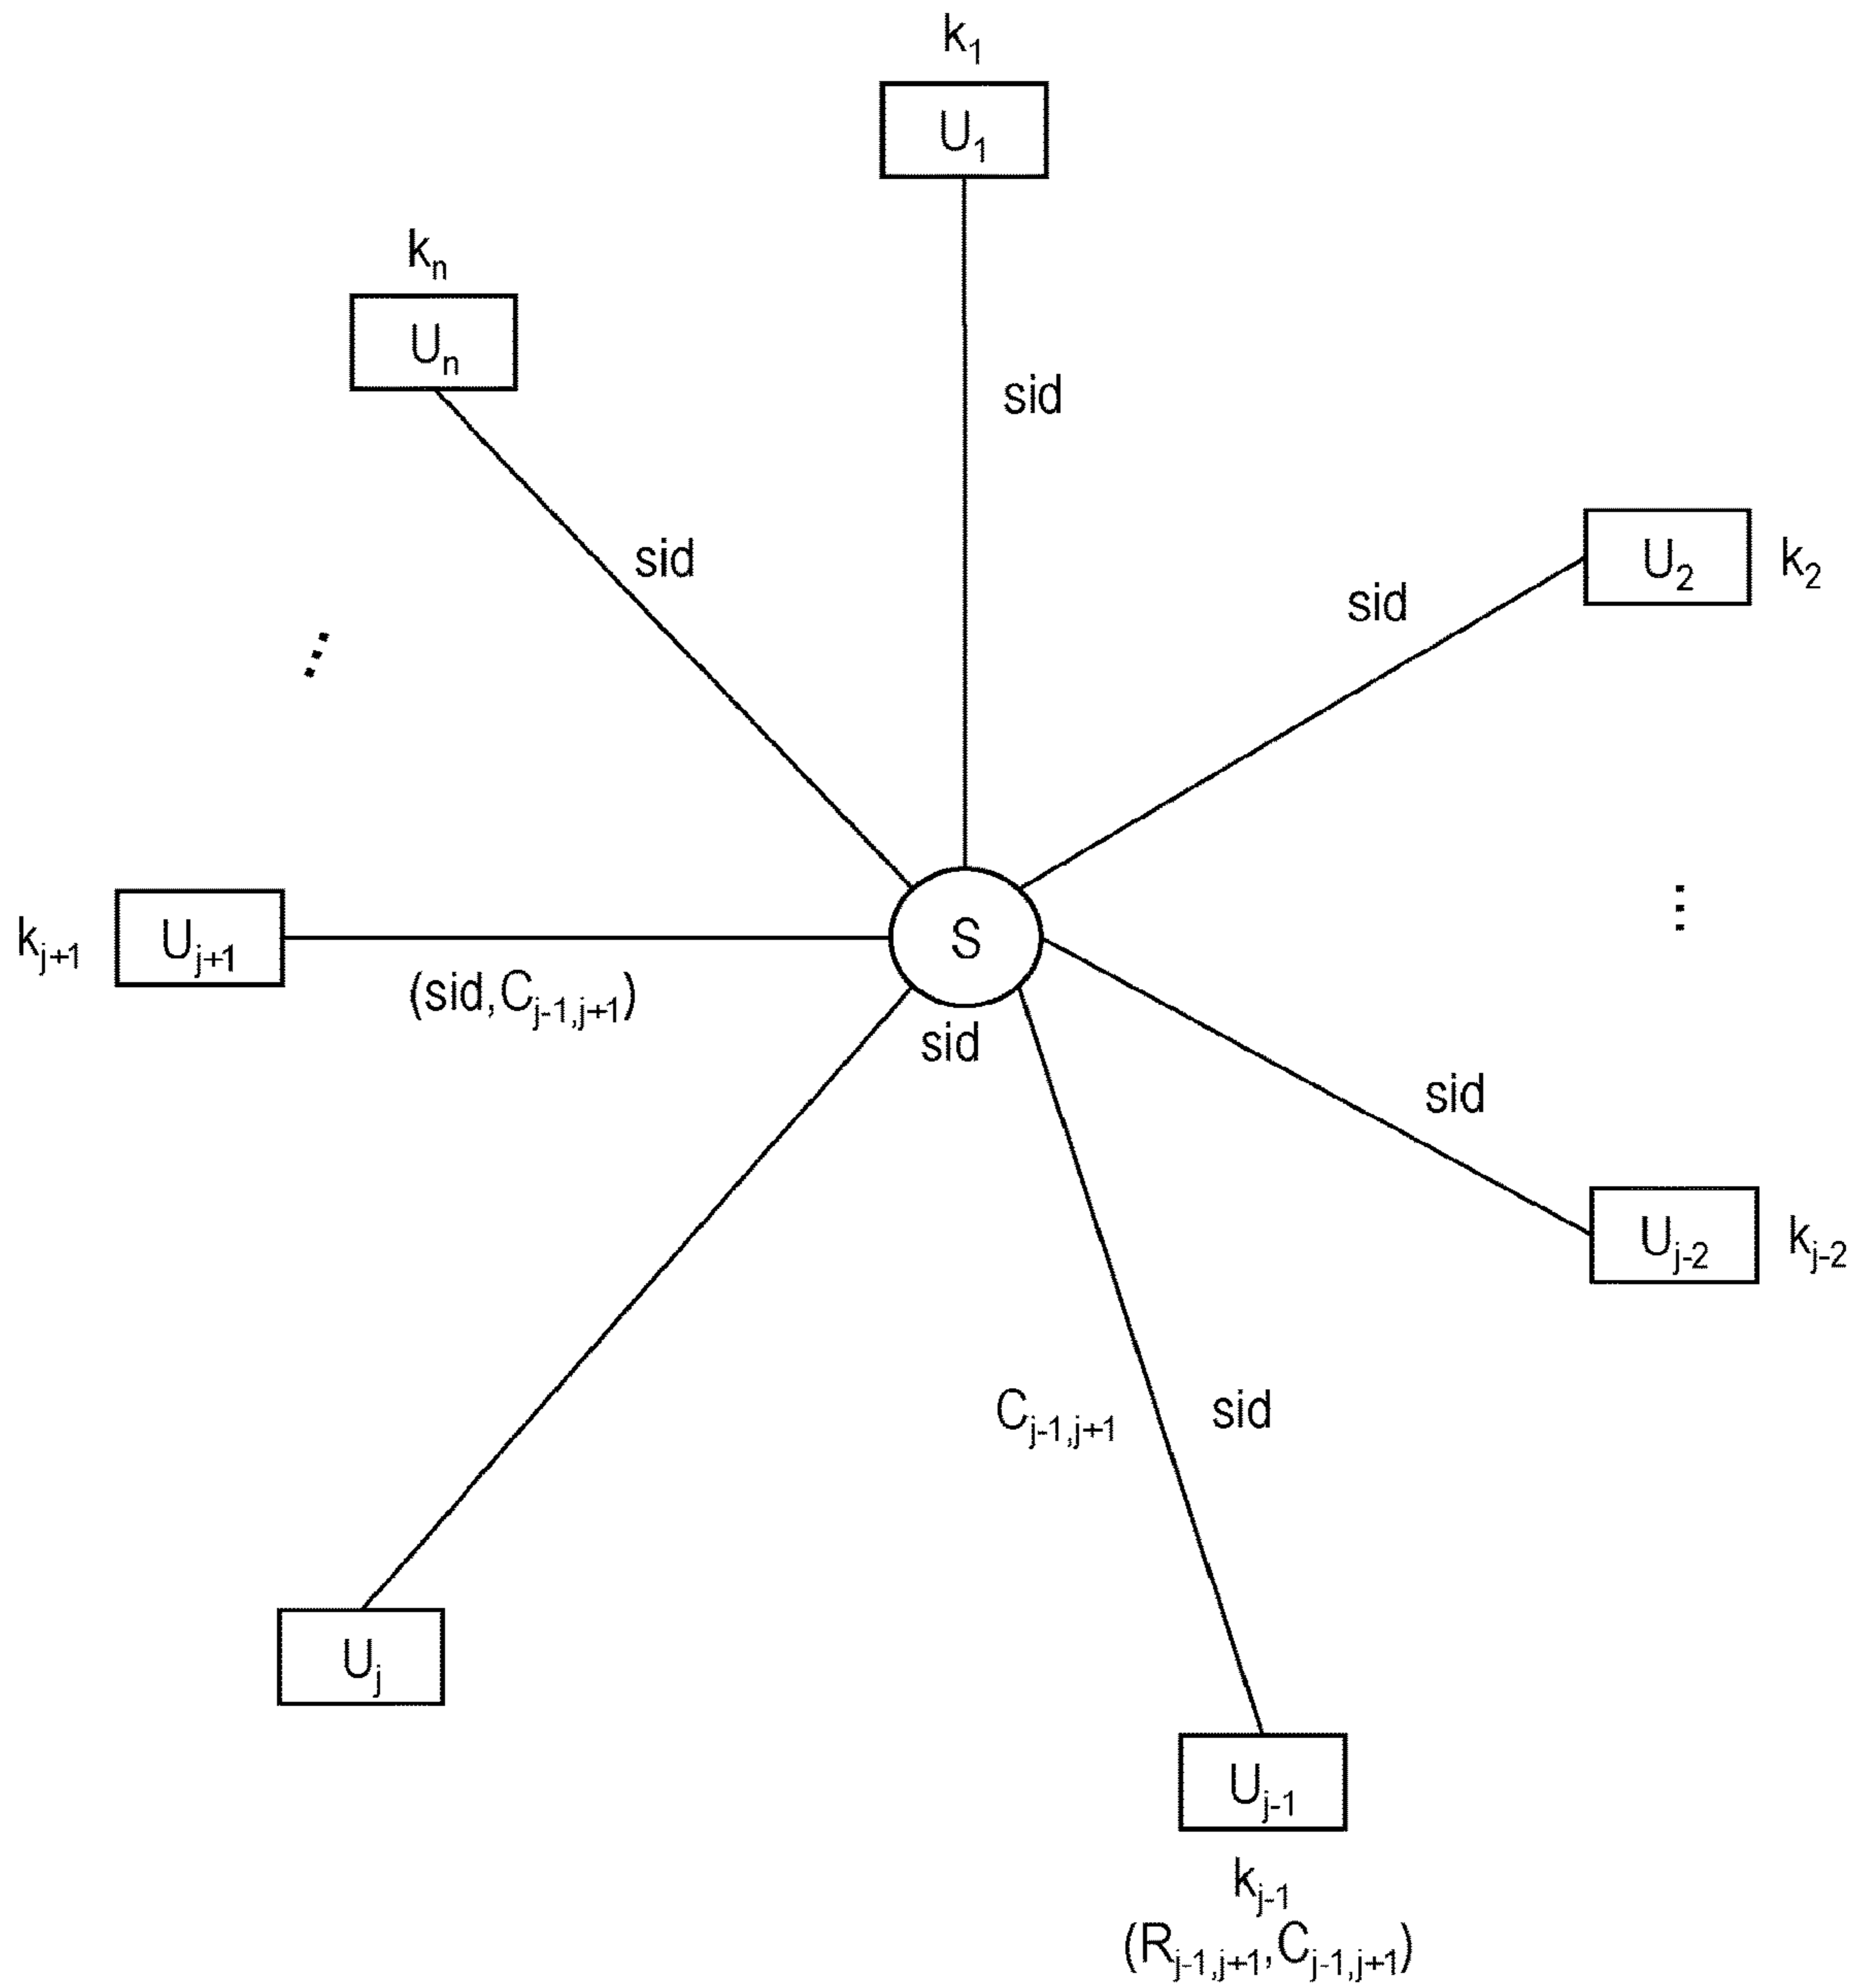 k₁
U₁
kₙ
Uₙ
sid
U₂ k₂
sid
sid
⋮
⋮
S
kⱼ₊₁ Uⱼ₊₁
(sid,Cⱼ₋₁,ⱼ₊₁)
sid
sid
Uⱼ₋₂ kⱼ₋₂
Cⱼ₋₁,ⱼ₊₁ sid
Uⱼ
Uⱼ₋₁
kⱼ₋₁
(Rⱼ₋₁,ⱼ₊₁,Cⱼ₋₁,ⱼ₊₁)